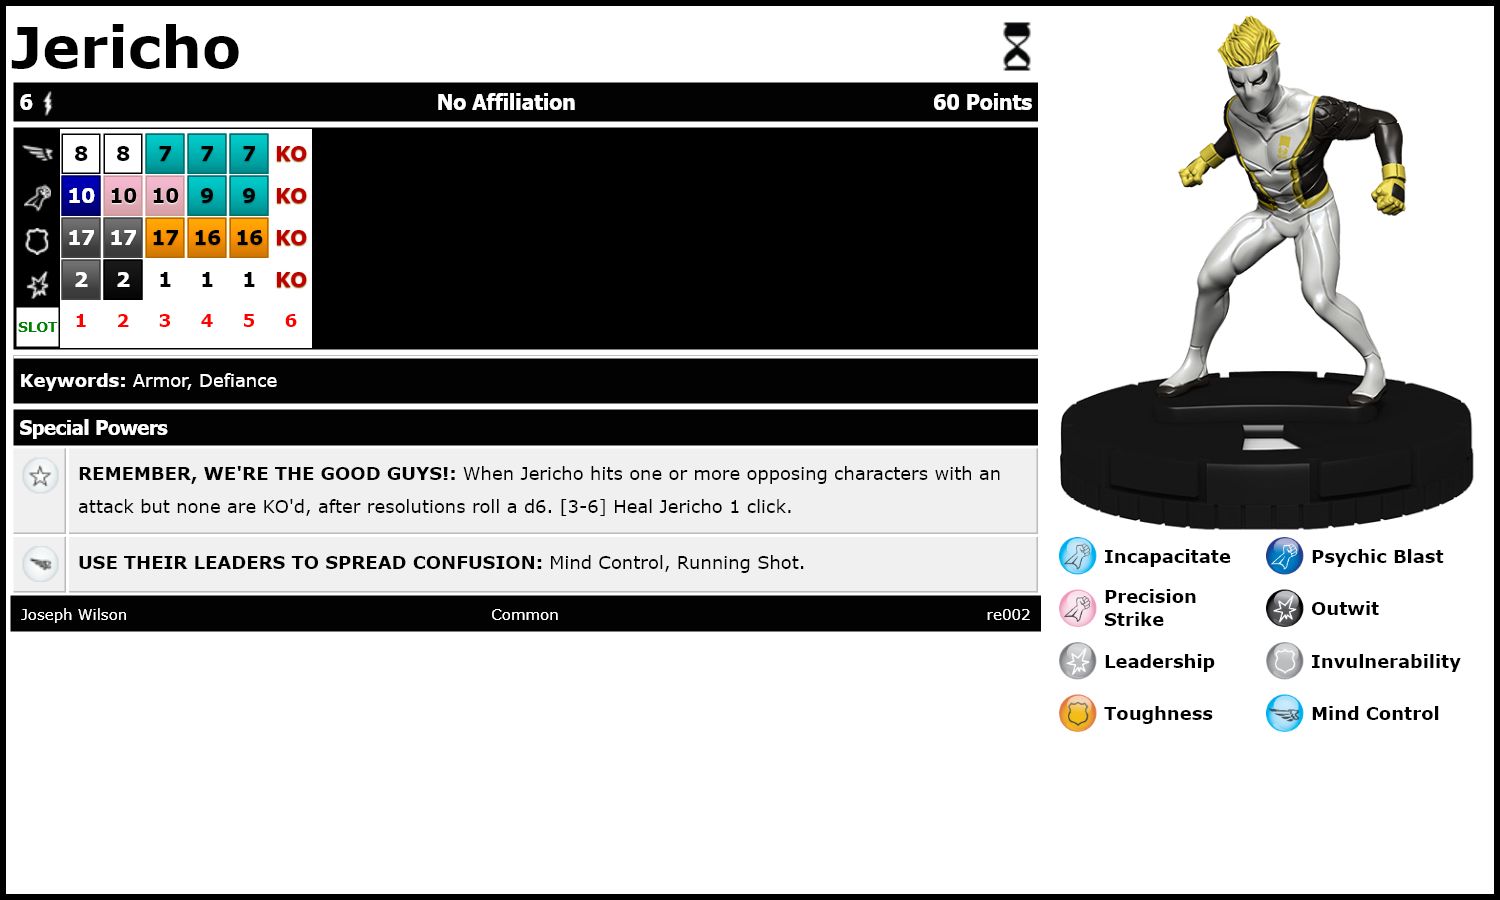 Jericho
6 No Affiliation 60 Points
8 8 7 7 7 KO
10 10 10 9 9 KO
17 17 17 16 16 KO
2 2 1 1 1 KO
SLOT 1 2 3 4 5 6
Keywords: Armor, Defiance
Special Powers
REMEMBER, WE'RE THE GOOD GUYS!: When Jericho hits one or more opposing characters with an
attack but none are KO'd, after resolutions roll a d6. [3-6] Heal Jericho 1 click.
USE THEIR LEADERS TO SPREAD CONFUSION: Mind Control, Running Shot.
Joseph Wilson Common re002
Incapacitate Psychic Blast
Precision
Strike
Outwit
Leadership Invulnerability
Toughness Mind Control